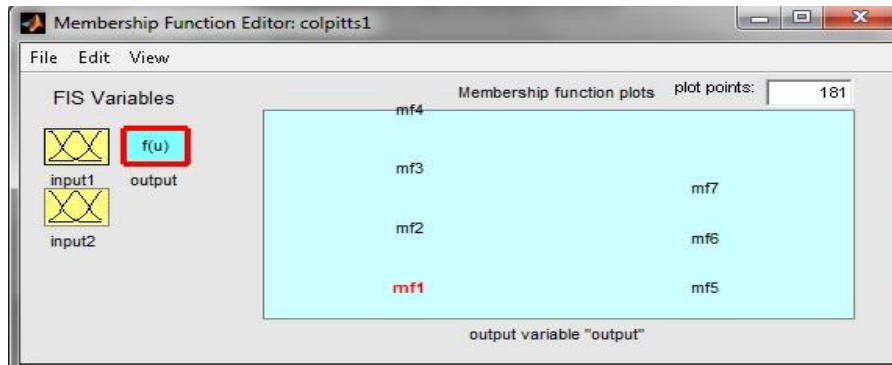 Membership Function Editor: colpitts1
File Edit View
FIS Variables
Membership function plots
plot points:
181
f(u)
input1
output
input2
mf4
mf3
mf2
mf1
mf7
mf6
mf5
output variable "output"